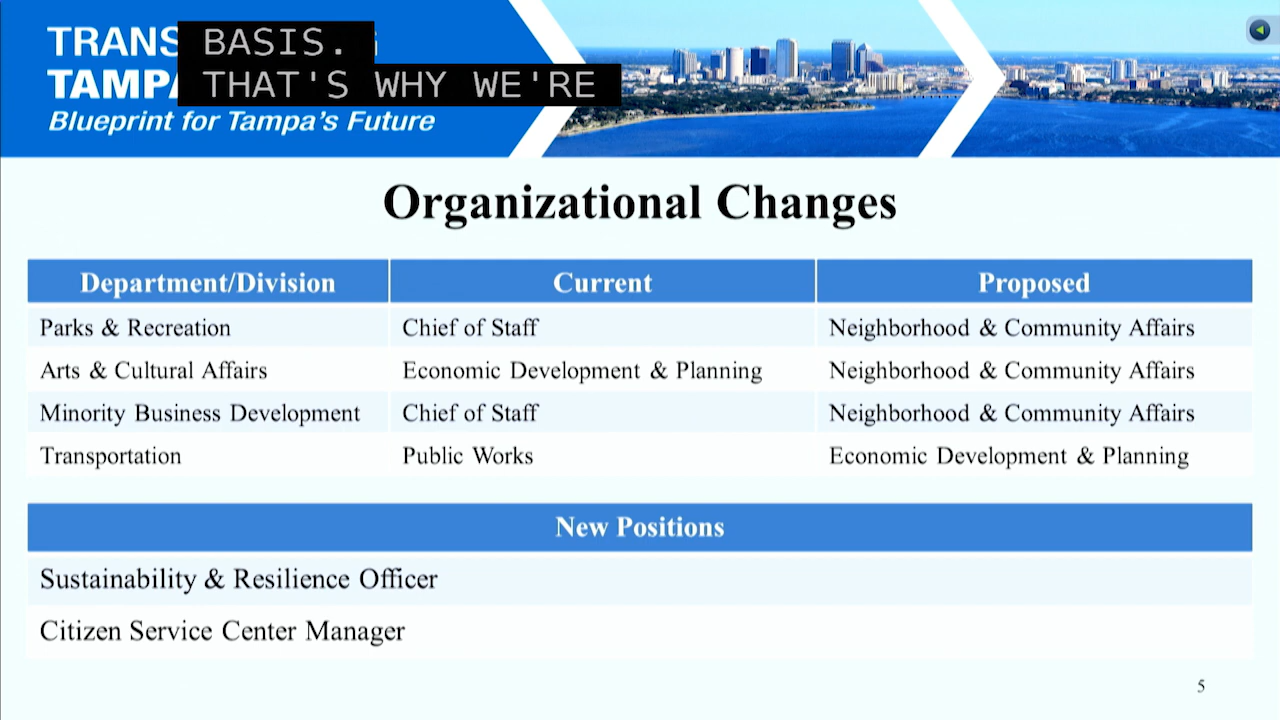 BASIS.
THAT'S WHY WE'RE
Blueprint for Tampa's Future
Organizational Changes
Department/Division Current Proposed
Parks & Recreation Chief of Staff Neighborhood & Community Affairs
Arts & Cultural Affairs Economic Development & Planning Neighborhood & Community Affairs
Minority Business Development Chief of Staff Neighborhood & Community Affairs
Transportation Public Works Economic Development & Planning
New Positions
Sustainability & Resilience Officer
Citizen Service Center Manager
5